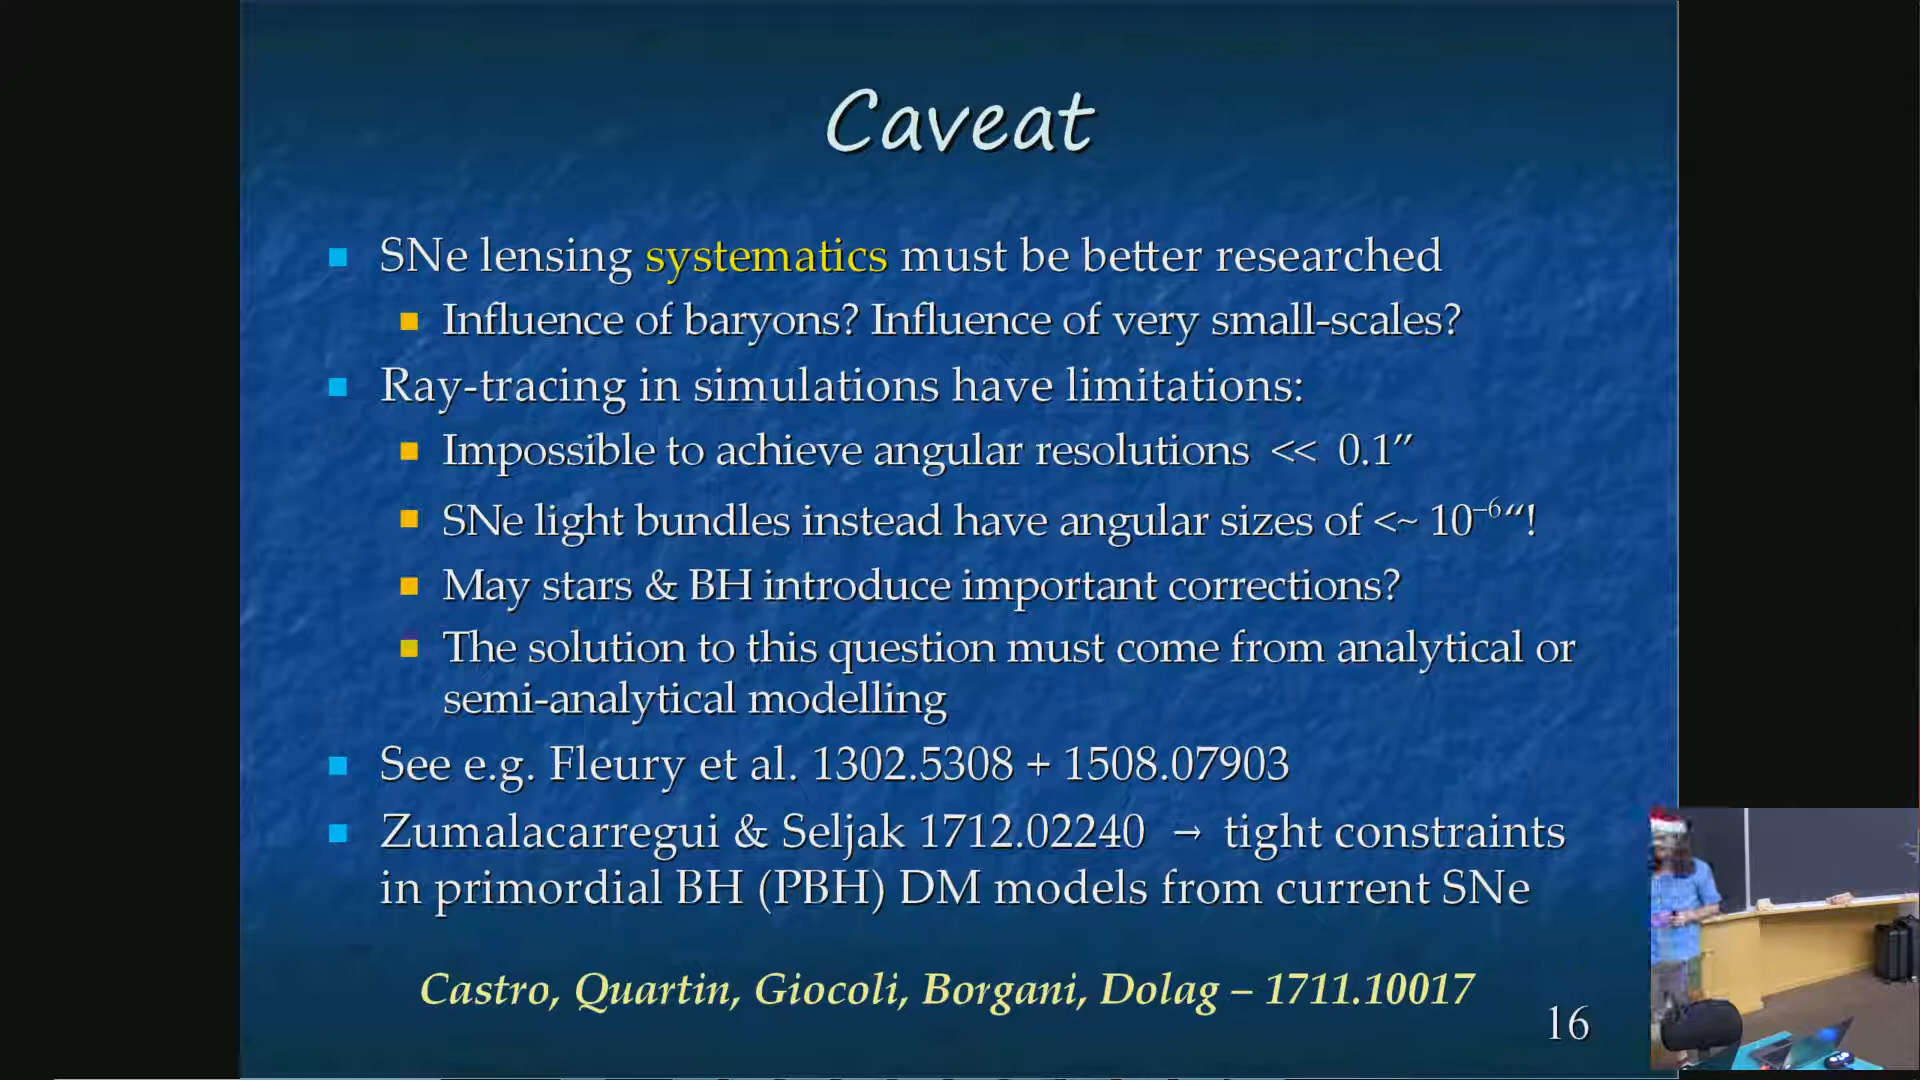 Caveat
SNe lensing systematics must be better researched
Influence of baryons? Influence of very small-scales?
Ray-tracing in simulations have limitations:
Impossible to achieve angular resolutions << 0.1”
SNe light bundles instead have angular sizes of <~ 10⁻⁶“!
May stars & BH introduce important corrections?
The solution to this question must come from analytical or
semi-analytical modelling
See e.g. Fleury et al. 1302.5308 + 1508.07903
Zumalacarregui & Seljak 1712.02240 → tight constraints
in primordial BH (PBH) DM models from current SNe
Castro, Quartin, Giocoli, Borgani, Dolag – 1711.10017
16